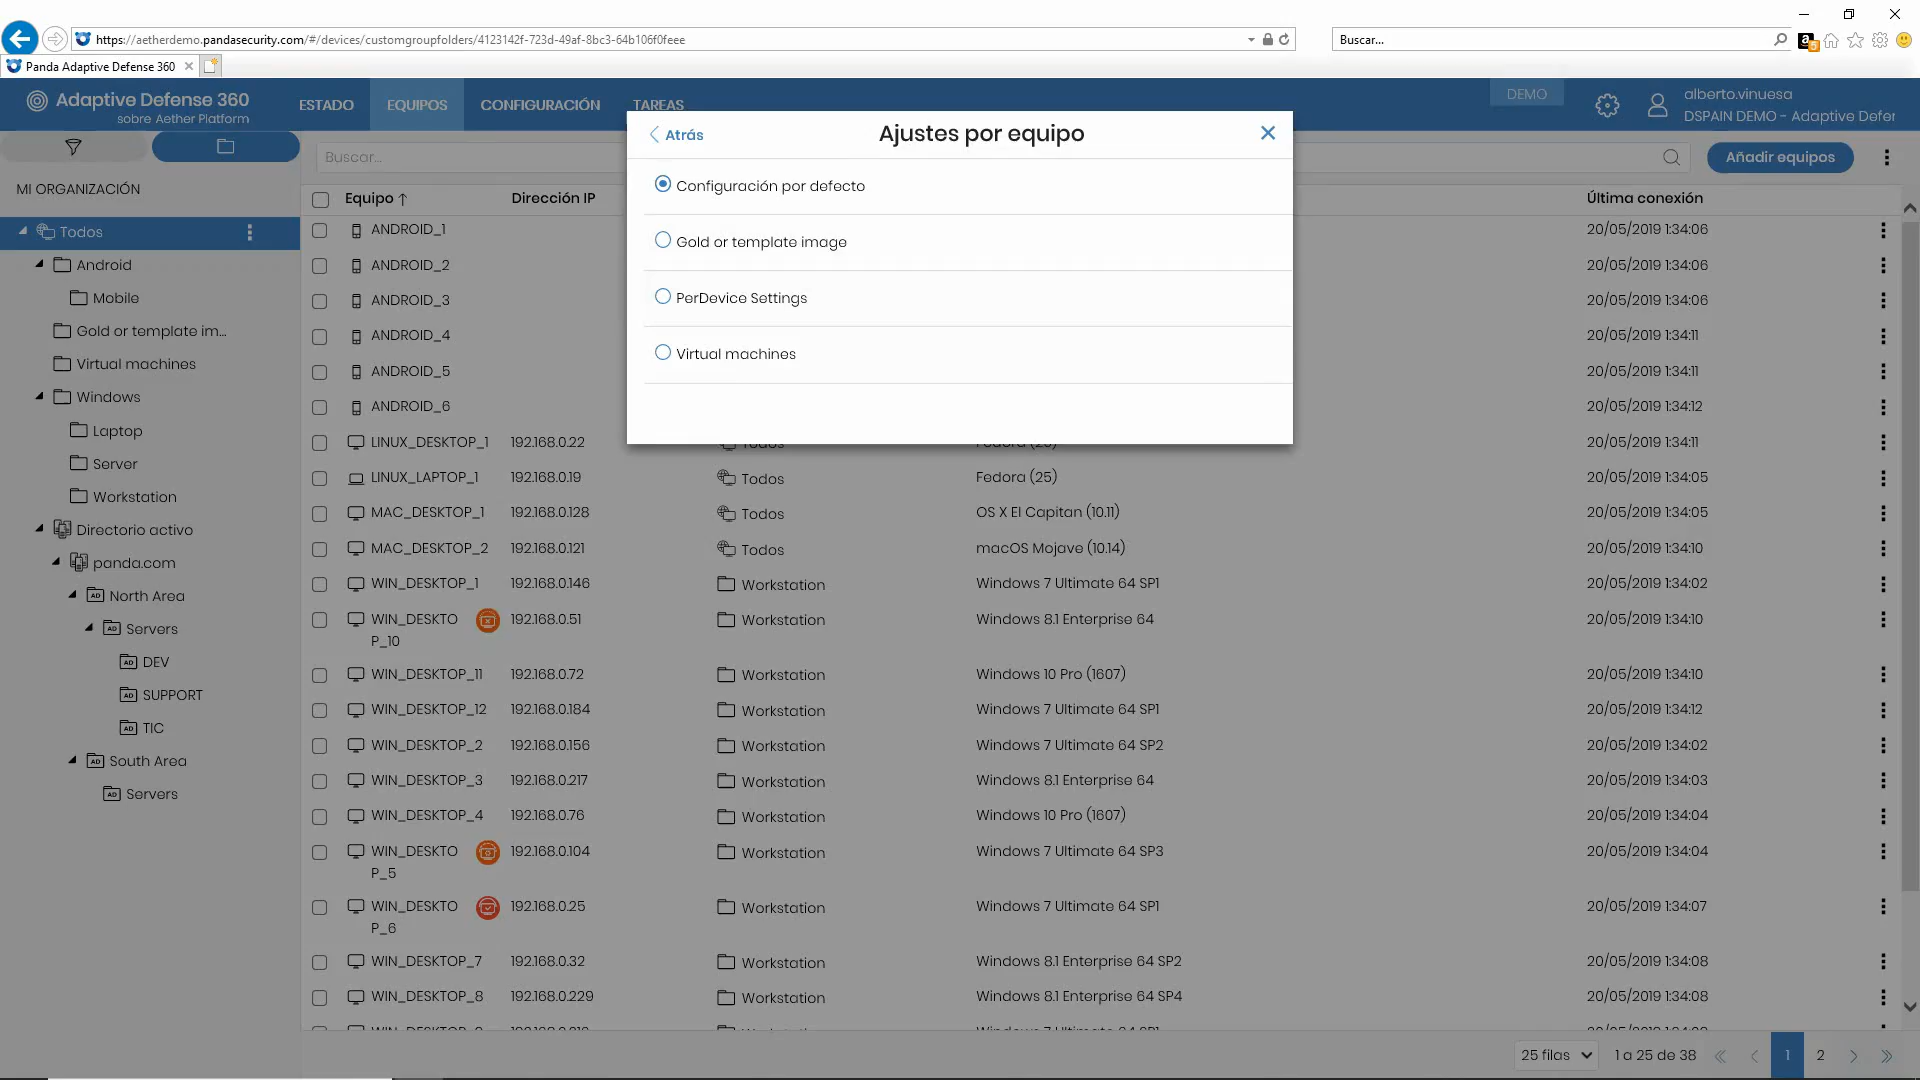 https://aetherdemo.pandasecurity.com/#/devices/customgroupfolders/4123142f-723d-49af-8bc3-64b106f0feee
Buscar...
Panda Adaptive Defense 360
Adaptive Defense 360
sobre Aether Platform
ESTADO
EQUIPOS
CONFIGURACIÓN
TAREAS
DEMO
alberto.vinuesa
DSPAIN DEMO - Adaptive Defer
Atrás
Ajustes por equipo
Configuración por defecto
Gold or template image
PerDevice Settings
Virtual machines
Buscar...
Añadir equipos
MI ORGANIZACIÓN
Todos
Android
Mobile
Gold or template im...
Virtual machines
Windows
Laptop
Server
Workstation
Directorio activo
panda.com
North Area
Servers
DEV
SUPPORT
TIC
South Area
Servers
Equipo ↑ Dirección IP Última conexión
ANDROID_1 20/05/2019 1:34:06
ANDROID_2 20/05/2019 1:34:06
ANDROID_3 20/05/2019 1:34:06
ANDROID_4 20/05/2019 1:34:11
ANDROID_5 20/05/2019 1:34:11
ANDROID_6 20/05/2019 1:34:12
LINUX_DESKTOP_1 192.168.0.22 Todos 20/05/2019 1:34:11
LINUX_LAPTOP_1 192.168.0.19 Todos Fedora (25) 20/05/2019 1:34:05
MAC_DESKTOP_1 192.168.0.128 Todos OS X El Capitan (10.11) 20/05/2019 1:34:05
MAC_DESKTOP_2 192.168.0.121 Todos macOS Mojave (10.14) 20/05/2019 1:34:10
WIN_DESKTOP_1 192.168.0.146 Workstation Windows 7 Ultimate 64 SP1 20/05/2019 1:34:02
WIN_DESKTO 192.168.0.51 Workstation Windows 8.1 Enterprise 64 20/05/2019 1:34:10
P_10
WIN_DESKTOP_11 192.168.0.72 Workstation Windows 10 Pro (1607) 20/05/2019 1:34:10
WIN_DESKTOP_12 192.168.0.184 Workstation Windows 7 Ultimate 64 SP1 20/05/2019 1:34:12
WIN_DESKTOP_2 192.168.0.156 Workstation Windows 7 Ultimate 64 SP2 20/05/2019 1:34:02
WIN_DESKTOP_3 192.168.0.217 Workstation Windows 8.1 Enterprise 64 20/05/2019 1:34:03
WIN_DESKTOP_4 192.168.0.76 Workstation Windows 10 Pro (1607) 20/05/2019 1:34:04
WIN_DESKTO 192.168.0.104 Workstation Windows 7 Ultimate 64 SP3 20/05/2019 1:34:04
P_5
WIN_DESKTO 192.168.0.25 Workstation Windows 7 Ultimate 64 SP1 20/05/2019 1:34:07
P_6
WIN_DESKTOP_7 192.168.0.32 Workstation Windows 8.1 Enterprise 64 SP2 20/05/2019 1:34:08
WIN_DESKTOP_8 192.168.0.229 Workstation Windows 8.1 Enterprise 64 SP4 20/05/2019 1:34:08
25 filas
1 a 25 de 38
1 2